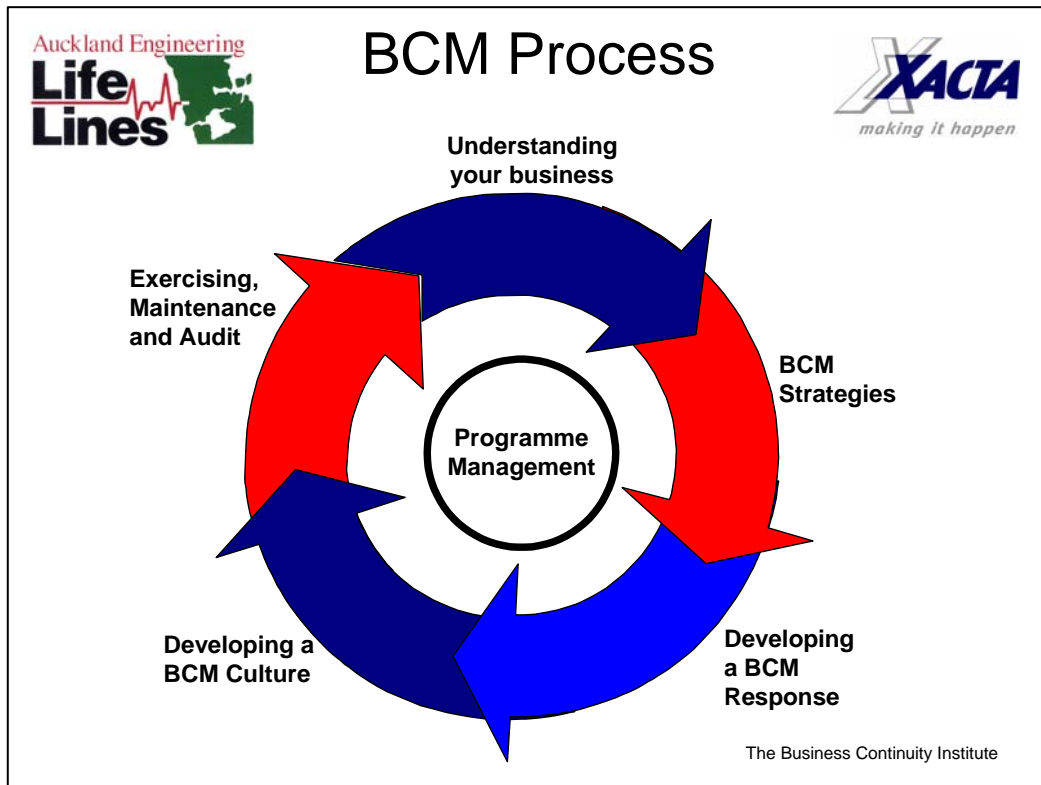 Auckland Engineering
Life
Lines
BCM Process
XACTA
making it happen
Understanding
your business
Exercising,
Maintenance
and Audit
BCM
Strategies
Programme
Management
Developing a
BCM Culture
Developing
a BCM
Response
The Business Continuity Institute